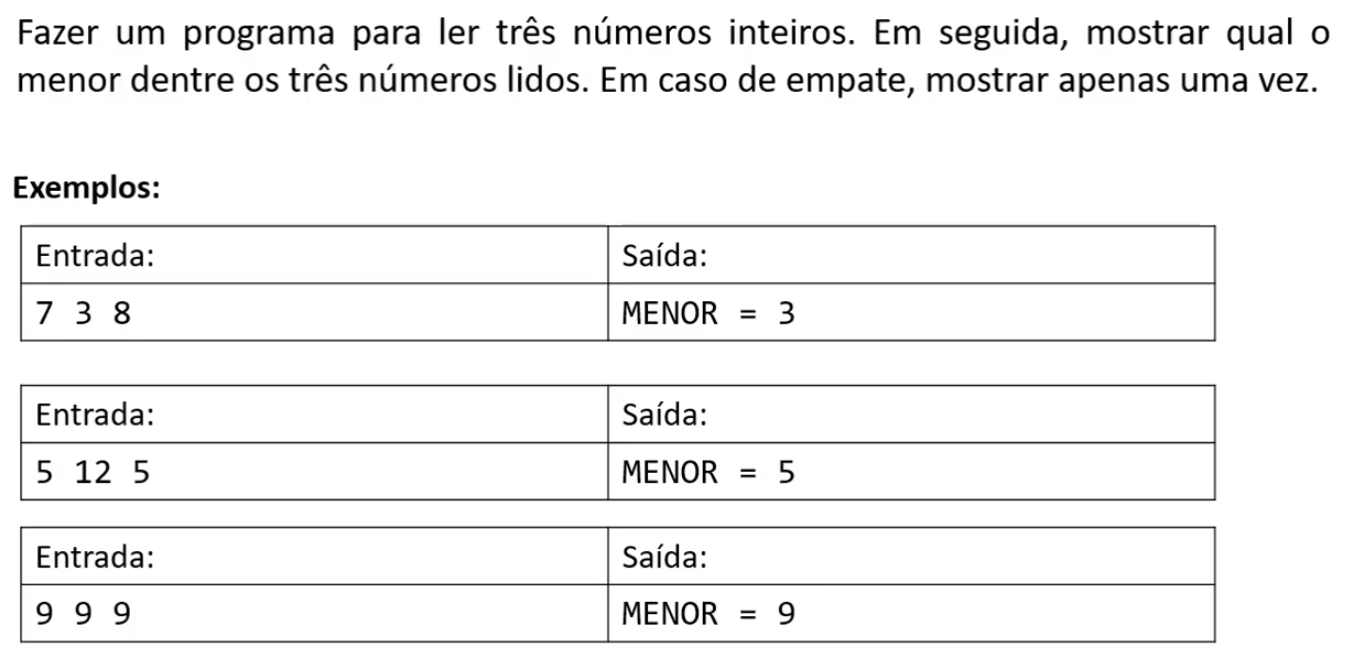 Fazer um programa para ler três números inteiros. Em seguida, mostrar qual o
menor dentre os três números lidos. Em caso de empate, mostrar apenas uma vez.
Exemplos:
Entrada: Saída:
7 3 8 MENOR = 3
Entrada: Saída:
5 12 5 MENOR = 5
Entrada: Saída:
9 9 9 MENOR = 9